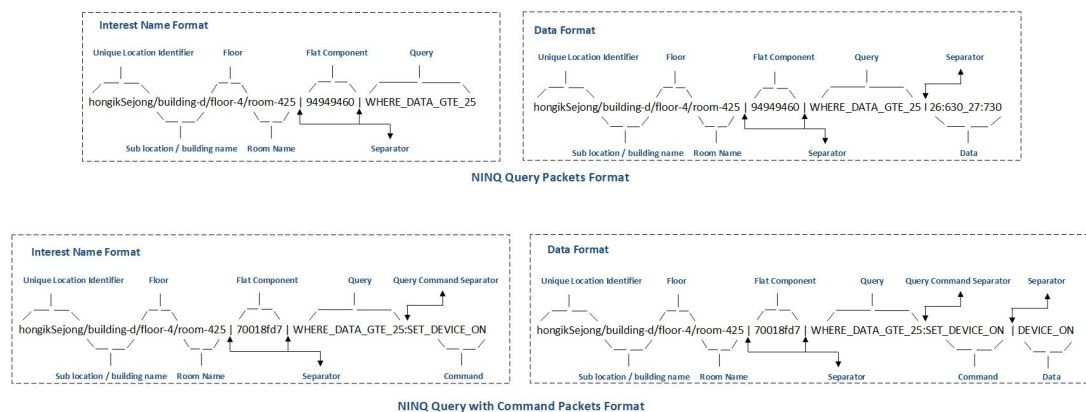 Interest Name Format
Unique Location Identifier Floor Flat Component Query
hongikSejong/building-d/floor-4/room-425 | 94949460 | WHERE_DATA_GTE_25
Sub location / building name Room Name Separator
Data Format
Unique Location Identifier Floor Flat Component Query Separator
hongikSejong/building-d/floor-4/room-425 | 94949460 | WHERE_DATA_GTE_25 | 26:630_27:730
Sub location / building name Room Name Separator Data
NINQ Query Packets Format
Interest Name Format
Unique Location Identifier Floor Flat Component Query Query Command Separator
hongikSejong/building-d/floor-4/room-425 | 70018fd7 | WHERE_DATA_GTE_25:SET_DEVICE_ON
Sub location / building name Room Name Separator Command
Data Format
Unique Location Identifier Floor Flat Component Query Query Command Separator Separator
hongikSejong/building-d/floor-4/room-425 | 70018fd7 | WHERE_DATA_GTE_25:SET_DEVICE_ON | DEVICE_ON
Sub location / building name Room Name Separator Command Data
NINQ Query with Command Packets Format